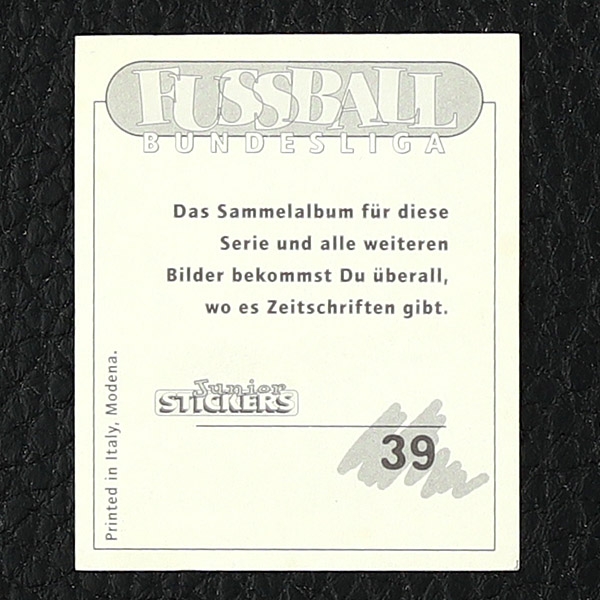 FUSSBALL
BUNDESLIGA
Das Sammelalbum für diese
Serie und alle weiteren
Bilder bekommst Du überall,
wo es Zeitschriften gibt.
Junior
STICKERS
39
Printed in Italy, Modena.